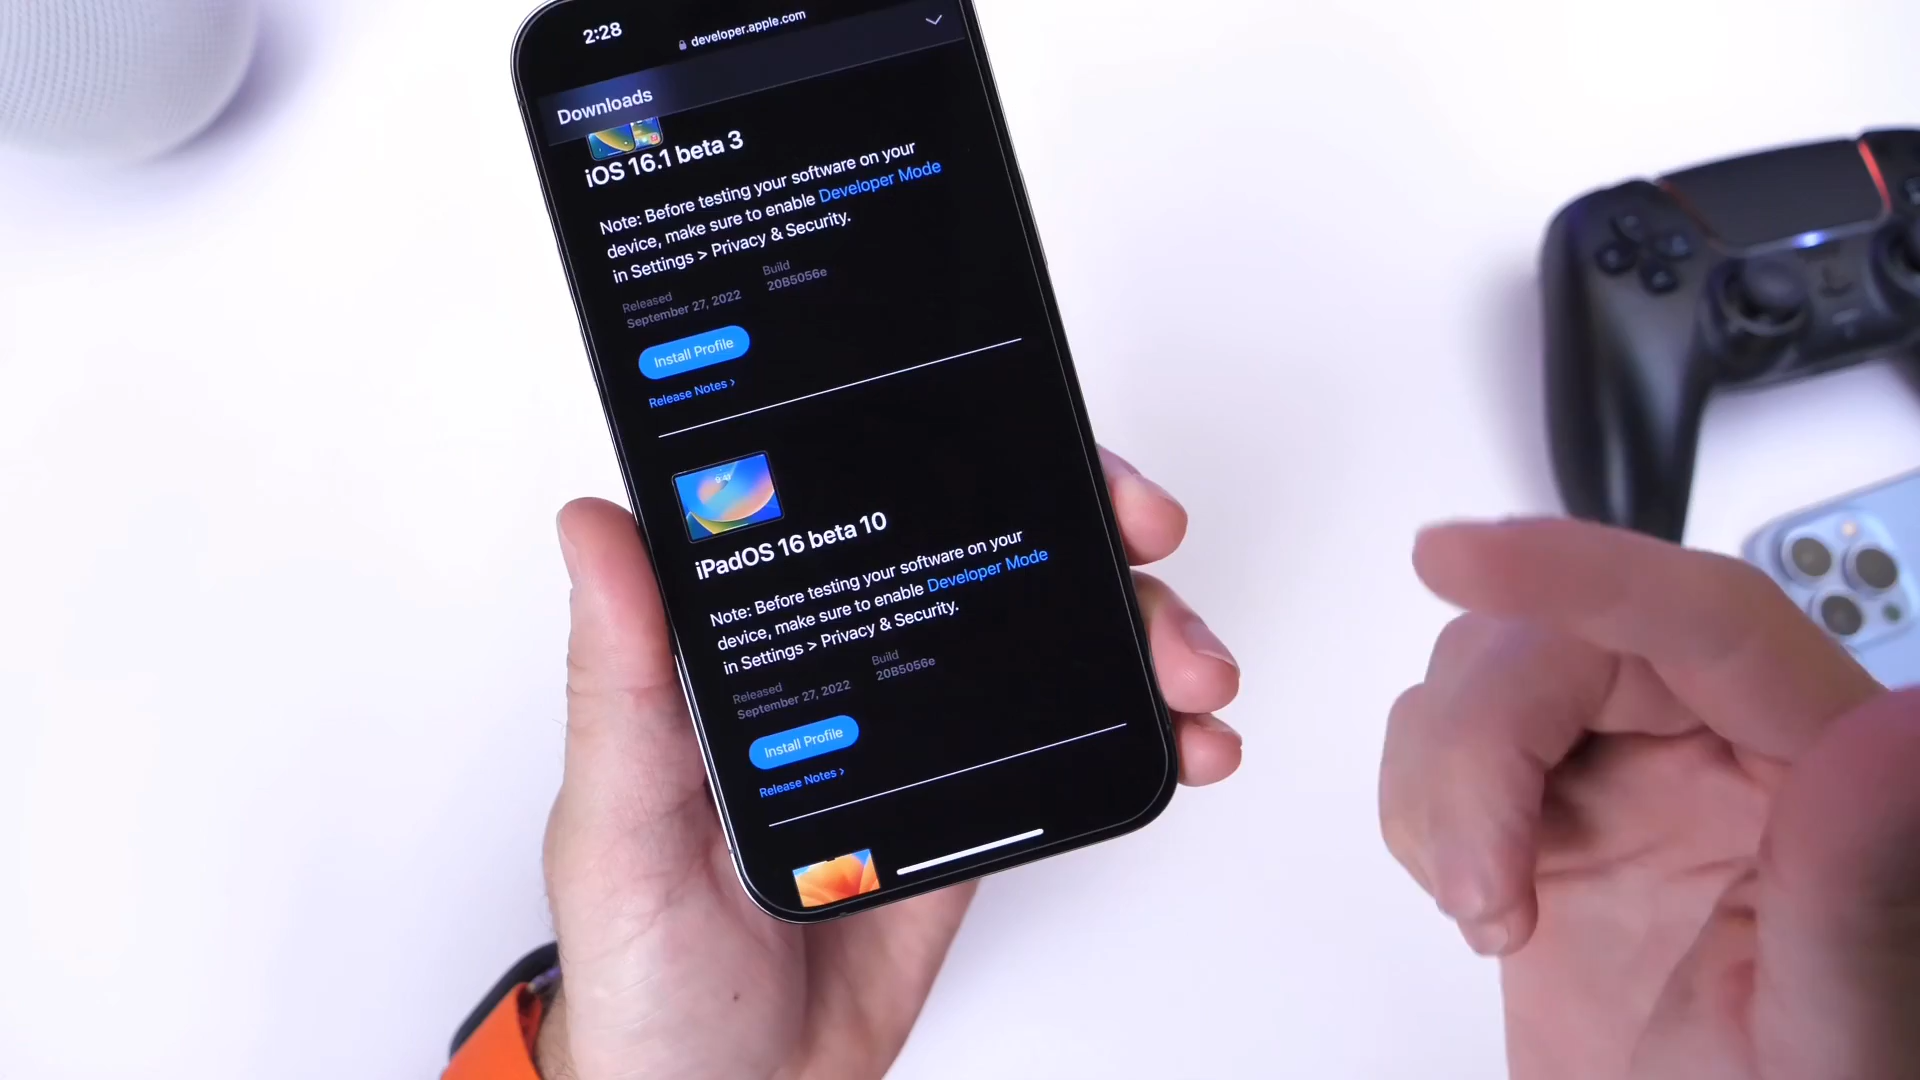 2:28
developer.apple.com
Downloads
iOS 16.1 beta 3
Note: Before testing your software on your
device, make sure to enable Developer Mode
in Settings > Privacy & Security.
Released
September 27, 2022
Build
20B5056e
Install Profile
Release Notes >
9:41
iPadOS 16 beta 10
Note: Before testing your software on your
device, make sure to enable Developer Mode
in Settings > Privacy & Security.
Released
September 27, 2022
Build
20B5056e
Install Profile
Release Notes >